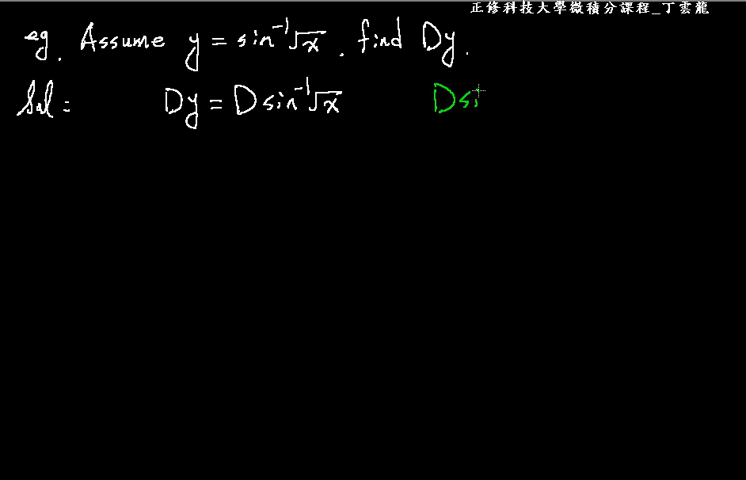 正修科技大學微積分課程_丁雲龍
eg. Assume y = sin⁻¹√x . find Dy.
Sol: Dy = D sin⁻¹√x Dsi